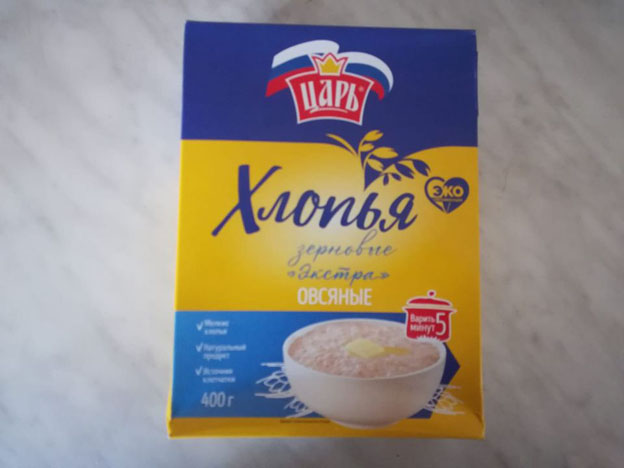 ЦАРЬ®
Хлопья
ЭКО
зерновые
«Экстра»
ОВСЯНЫЕ
Варить 5
минут
Мелкие
хлопья
Натуральный
продукт
Источник
клетчатки
400 г